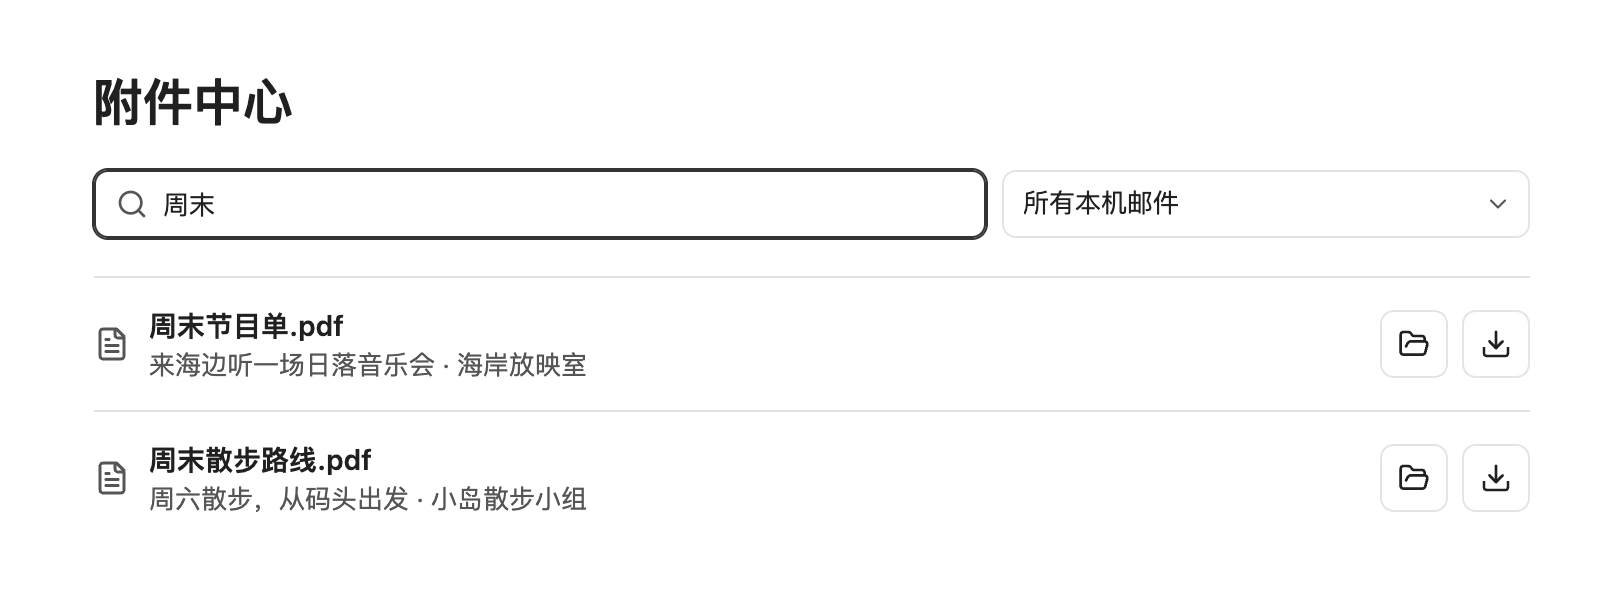 附件中心
周末
所有本机邮件
周末节目单.pdf
来海边听一场日落音乐会 · 海岸放映室
周末散步路线.pdf
周六散步，从码头出发 · 小岛散步小组